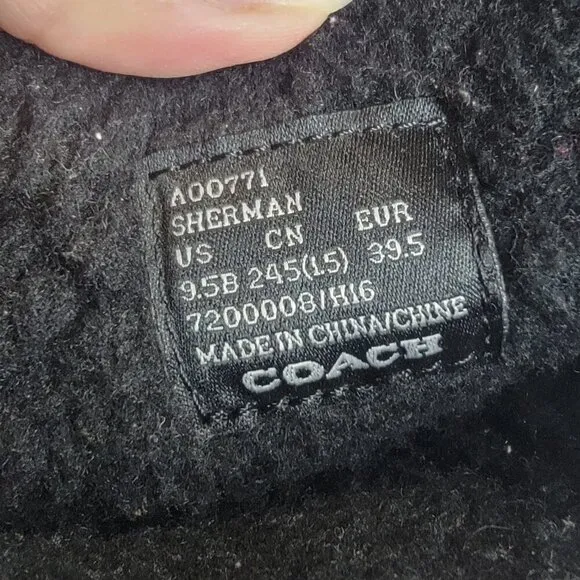 A00771
SHERMAN
US CN EUR
9.5B 245(1.5) 39.5
7200008/H16
MADE IN CHINA/CHINE
COACH